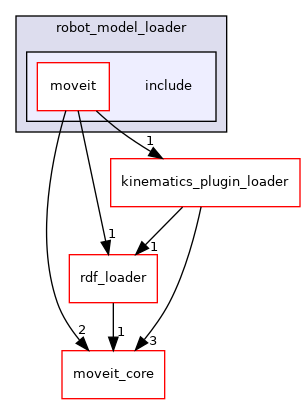 robot_model_loader
moveit
include
1
kinematics_plugin_loader
1
1
rdf_loader
2
1
3
moveit_core